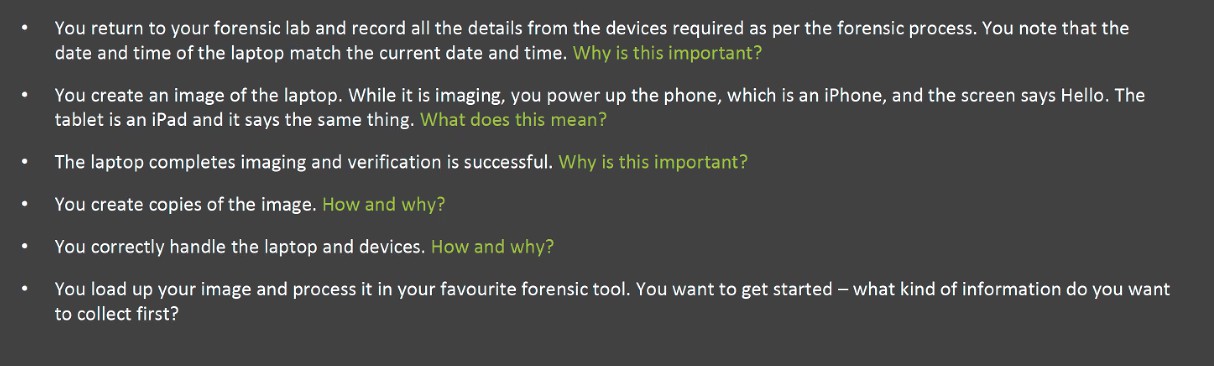 • You return to your forensic lab and record all the details from the devices required as per the forensic process. You note that the
date and time of the laptop match the current date and time. Why is this important?
• You create an image of the laptop. While it is imaging, you power up the phone, which is an iPhone, and the screen says Hello. The
tablet is an iPad and it says the same thing. What does this mean?
• The laptop completes imaging and verification is successful. Why is this important?
• You create copies of the image. How and why?
• You correctly handle the laptop and devices. How and why?
• You load up your image and process it in your favourite forensic tool. You want to get started – what kind of information do you want
to collect first?